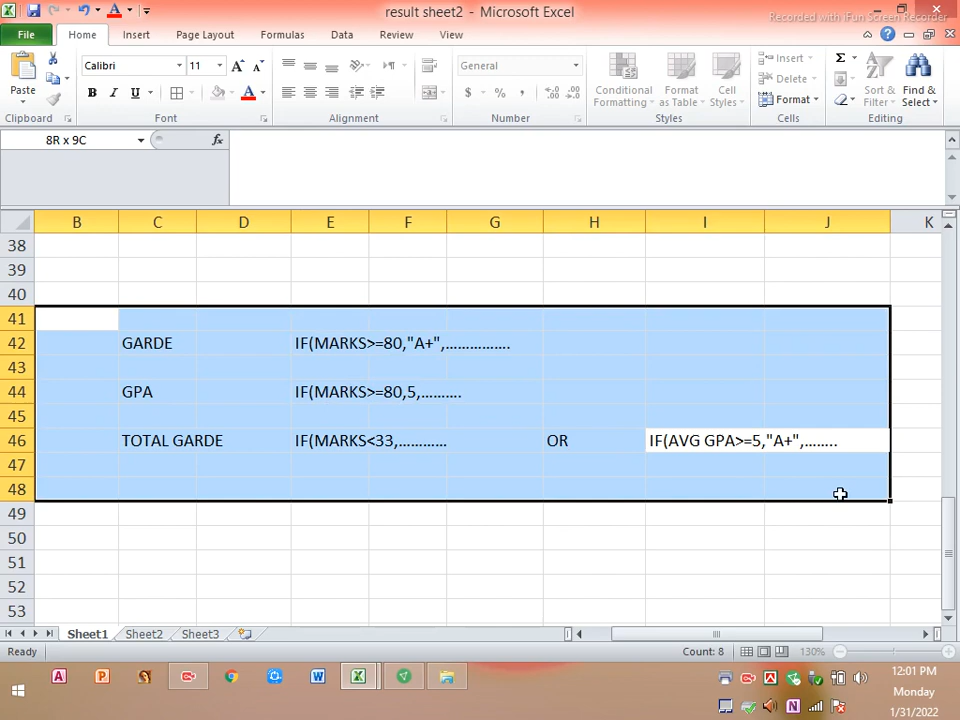 result sheet2 - Microsoft Excel
Recorded with iFun Screen Recorder
File Home Insert Page Layout Formulas Data Review View
Paste
Clipboard
Calibri 11
B I U
Font
Alignment
General
$ % ,
Number
Conditional Formatting
Format as Table
Cell Styles
Styles
Insert
Delete
Format
Cells
Sort & Filter
Find & Select
Editing
8R x 9C
fx
B C D E F G H I J K
38
39
40
41
42 GARDE IF(MARKS>=80,"A+",................
43
44 GPA IF(MARKS>=80,5,..........
45
46 TOTAL GARDE IF(MARKS<33,............ OR IF(AVG GPA>=5,"A+",........
47
48
49
50
51
52
53
Sheet1 Sheet2 Sheet3
Ready
Count: 8
130%
12:01 PM
Monday
1/31/2022